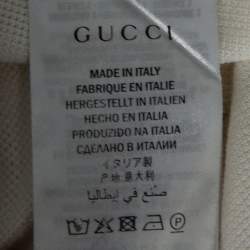 GUCCI
MADE IN ITALY
FABRIQUE EN ITALIE
HERGESTELLT IN ITALIEN
HECHO EN ITALIA
PRODUZIDO NA ITÁLIA
СДЕЛАНО В ИТАЛИИ
イタリア製
产地 意大利
صنع في إيطاليا